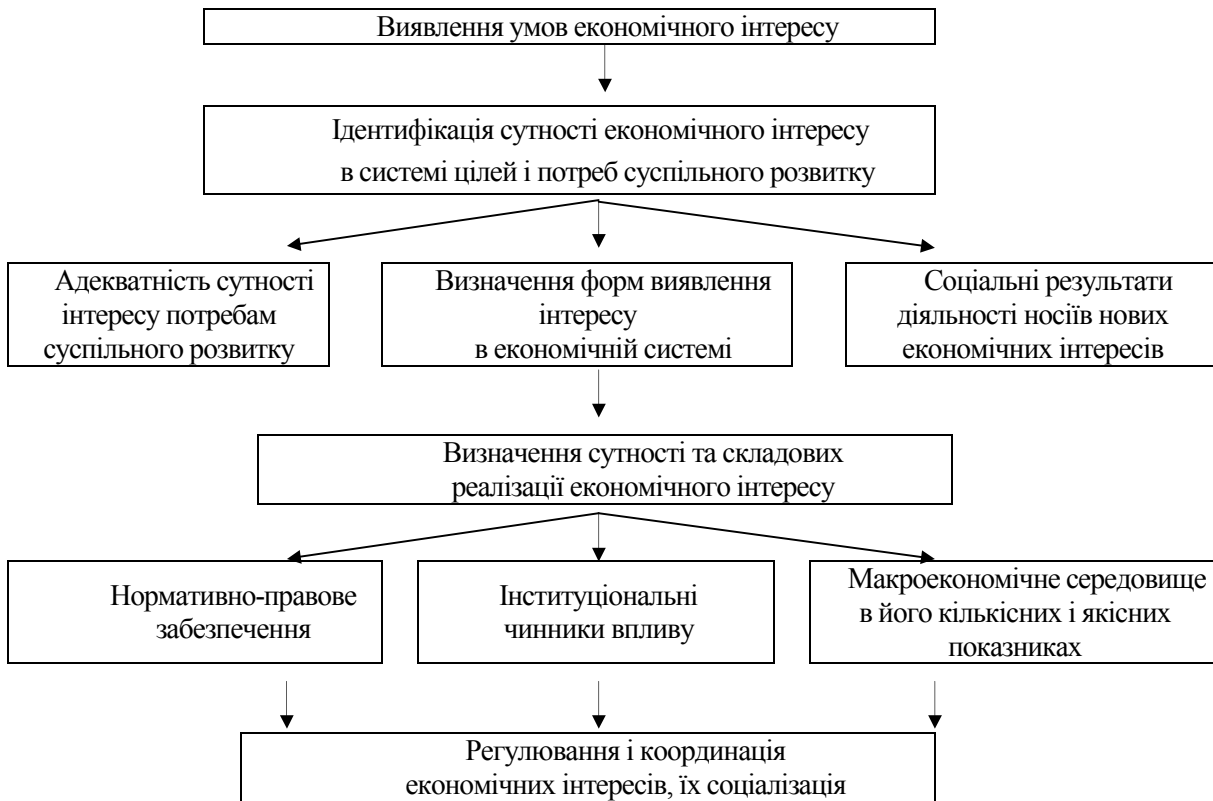 Виявлення умов економічного інтересу
Ідентифікація сутності економічного інтересу
в системі цілей і потреб суспільного розвитку
Адекватність сутності
інтересу потребам
суспільного розвитку
Визначення форм виявлення
інтересу
в економічній системі
Соціальні результати
діяльності носіїв нових
економічних інтересів
Визначення сутності та складових
реалізації економічного інтересу
Нормативно-правове
забезпечення
Інституціональні
чинники впливу
Макроекономічне середовище
в його кількісних і якісних
показниках
Регулювання і координація
економічних інтересів, їх соціалізація